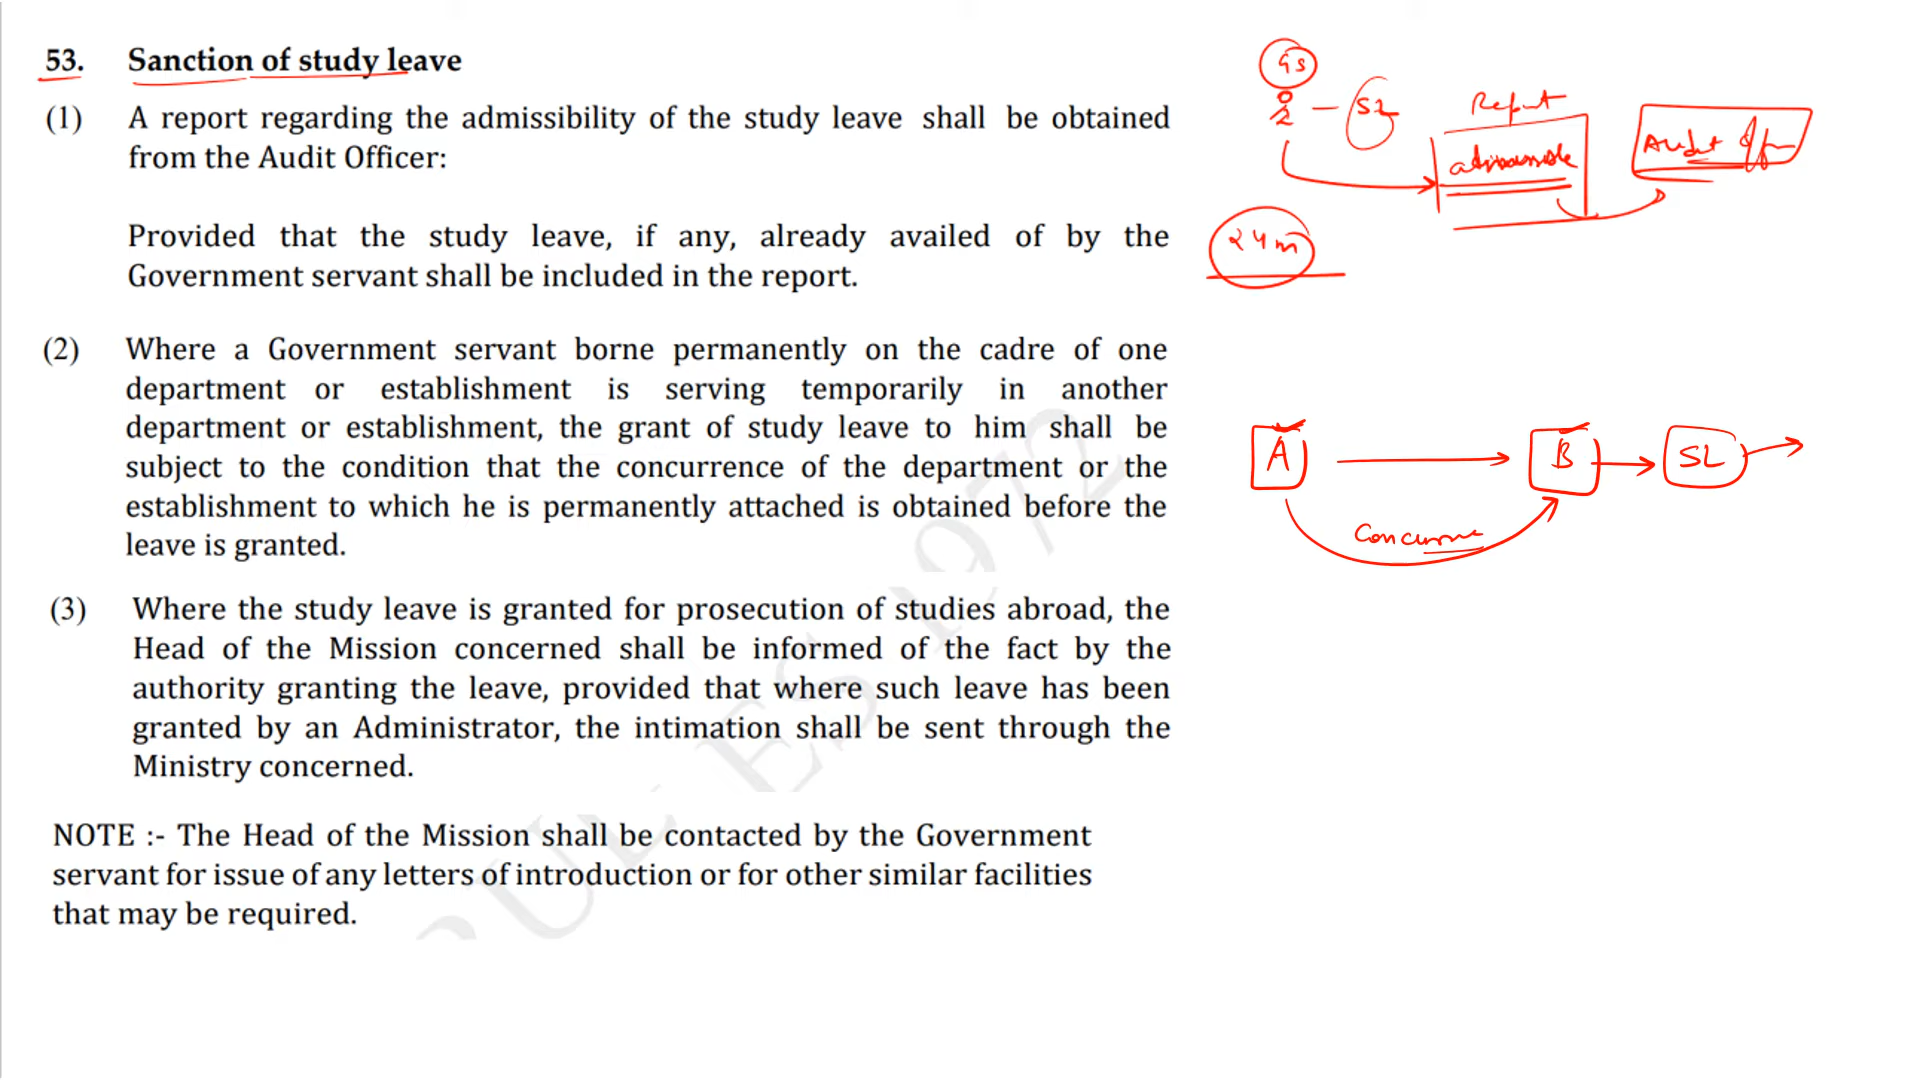 53. Sanction of study leave
(1) A report regarding the admissibility of the study leave shall be obtained
from the Audit Officer:
Provided that the study leave, if any, already availed of by the
Government servant shall be included in the report.
(2) Where a Government servant borne permanently on the cadre of one
department or establishment is serving temporarily in another
department or establishment, the grant of study leave to him shall be
subject to the condition that the concurrence of the department or the
establishment to which he is permanently attached is obtained before the
leave is granted.
(3) Where the study leave is granted for prosecution of studies abroad, the
Head of the Mission concerned shall be informed of the fact by the
authority granting the leave, provided that where such leave has been
granted by an Administrator, the intimation shall be sent through the
Ministry concerned.
NOTE :- The Head of the Mission shall be contacted by the Government
servant for issue of any letters of introduction or for other similar facilities
that may be required.
GS
SL
Report
Audit
24m
A
B
SL
RULES 1972